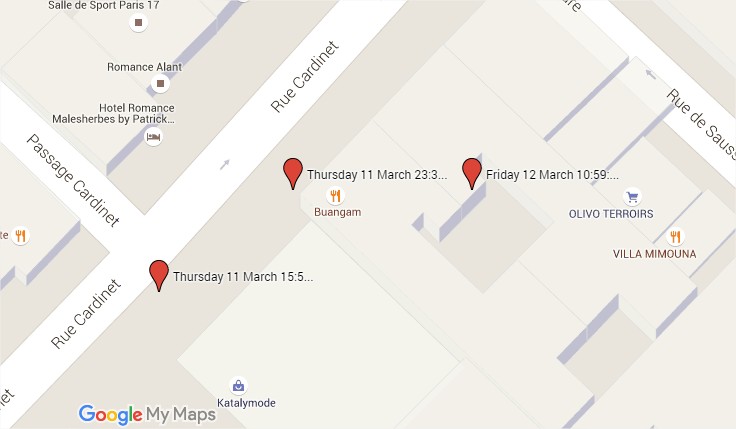 Salle de Sport Paris 17
Romance Alant
Hotel Romance
Malesherbes by Patrick...
Rue Cardinet
Rue de Sauss
Passage Cardinet
Thursday 11 March 23:3...
Friday 12 March 10:59:...
Buangam
OLIVO TERROIRS
te
VILLA MIMOUNA
Thursday 11 March 15:5...
Rue Cardinet
Katalymode
Google My Maps
net